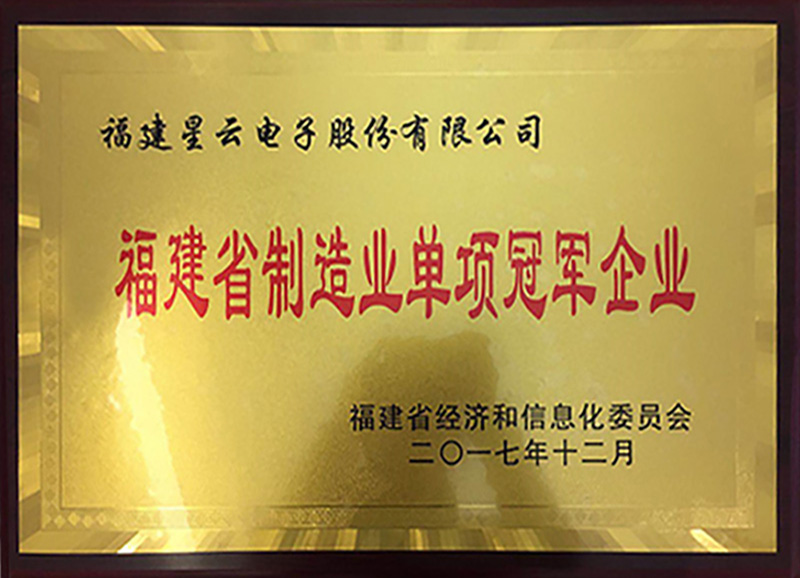 福建星云电子股份有限公司
福建省制造业单项冠军企业
福建省经济和信息化委员会
二〇一七年十二月